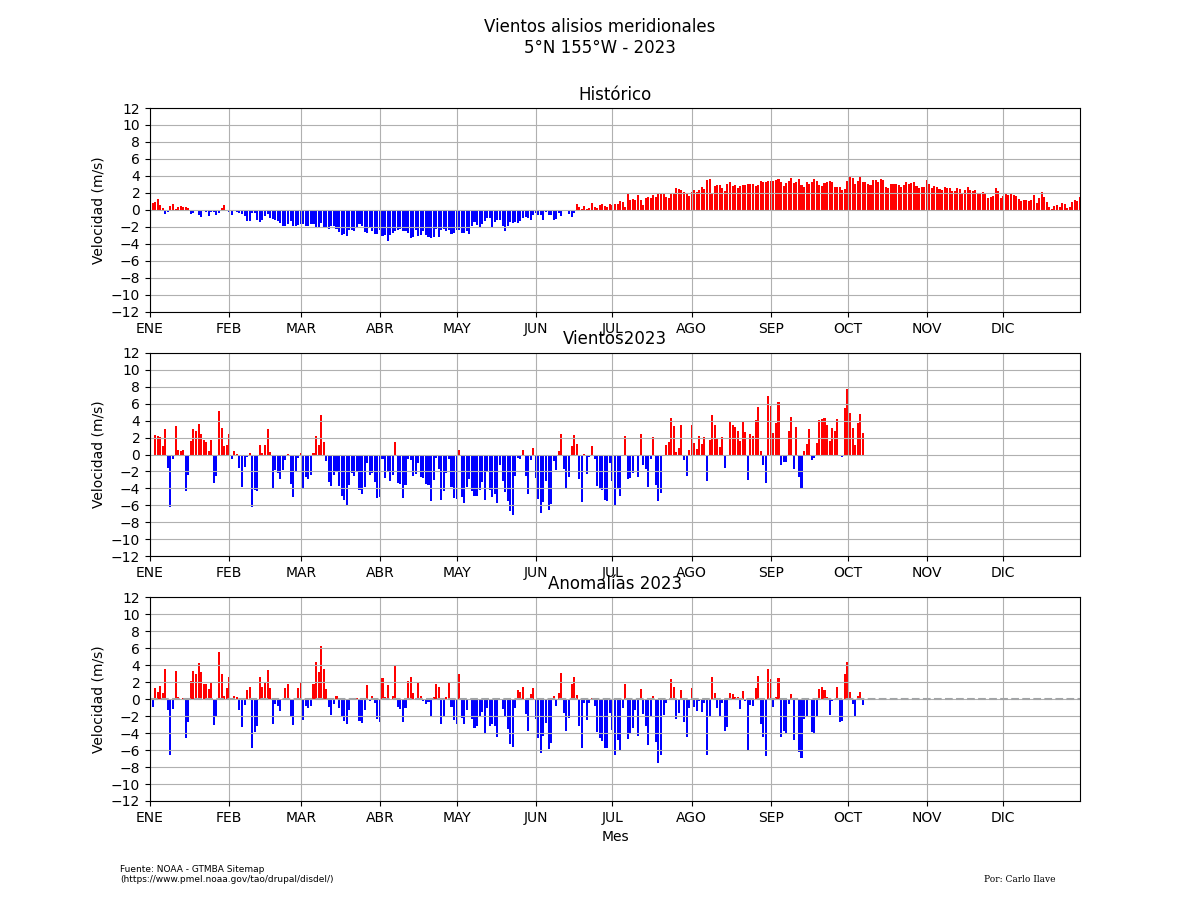 Vientos alisios meridionales
5°N 155°W - 2023
Histórico
12
10
8
6
4
2
0
−2
−4
−6
−8
−10
−12
Velocidad (m/s)
ENE FEB MAR ABR MAY JUN JUL AGO SEP OCT NOV DIC
Vientos2023
12
10
8
6
4
2
0
−2
−4
−6
−8
−10
−12
Velocidad (m/s)
ENE FEB MAR ABR MAY JUN JUL AGO SEP OCT NOV DIC
Anomalías 2023
12
10
8
6
4
2
0
−2
−4
−6
−8
−10
−12
Velocidad (m/s)
ENE FEB MAR ABR MAY JUN JUL AGO SEP OCT NOV DIC
Mes
Fuente: NOAA - GTMBA Sitemap
(https://www.pmel.noaa.gov/tao/drupal/disdel/)
Por: Carlo Ilave